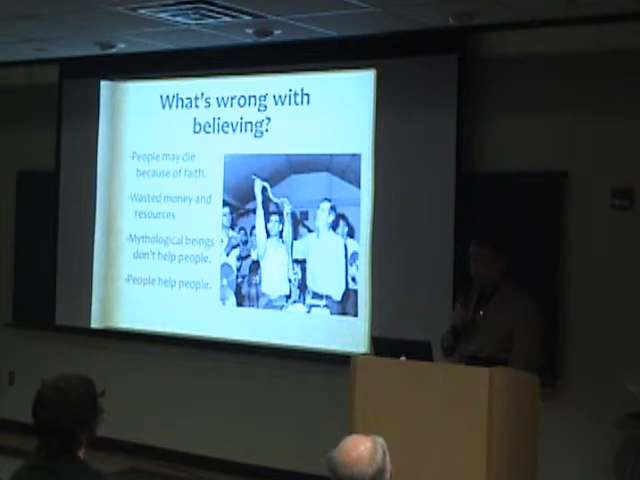 What's wrong with
believing?
-People may die
because of faith.
-Wasted money and
resources
-Mythological beings
don't help people.
-People help people.